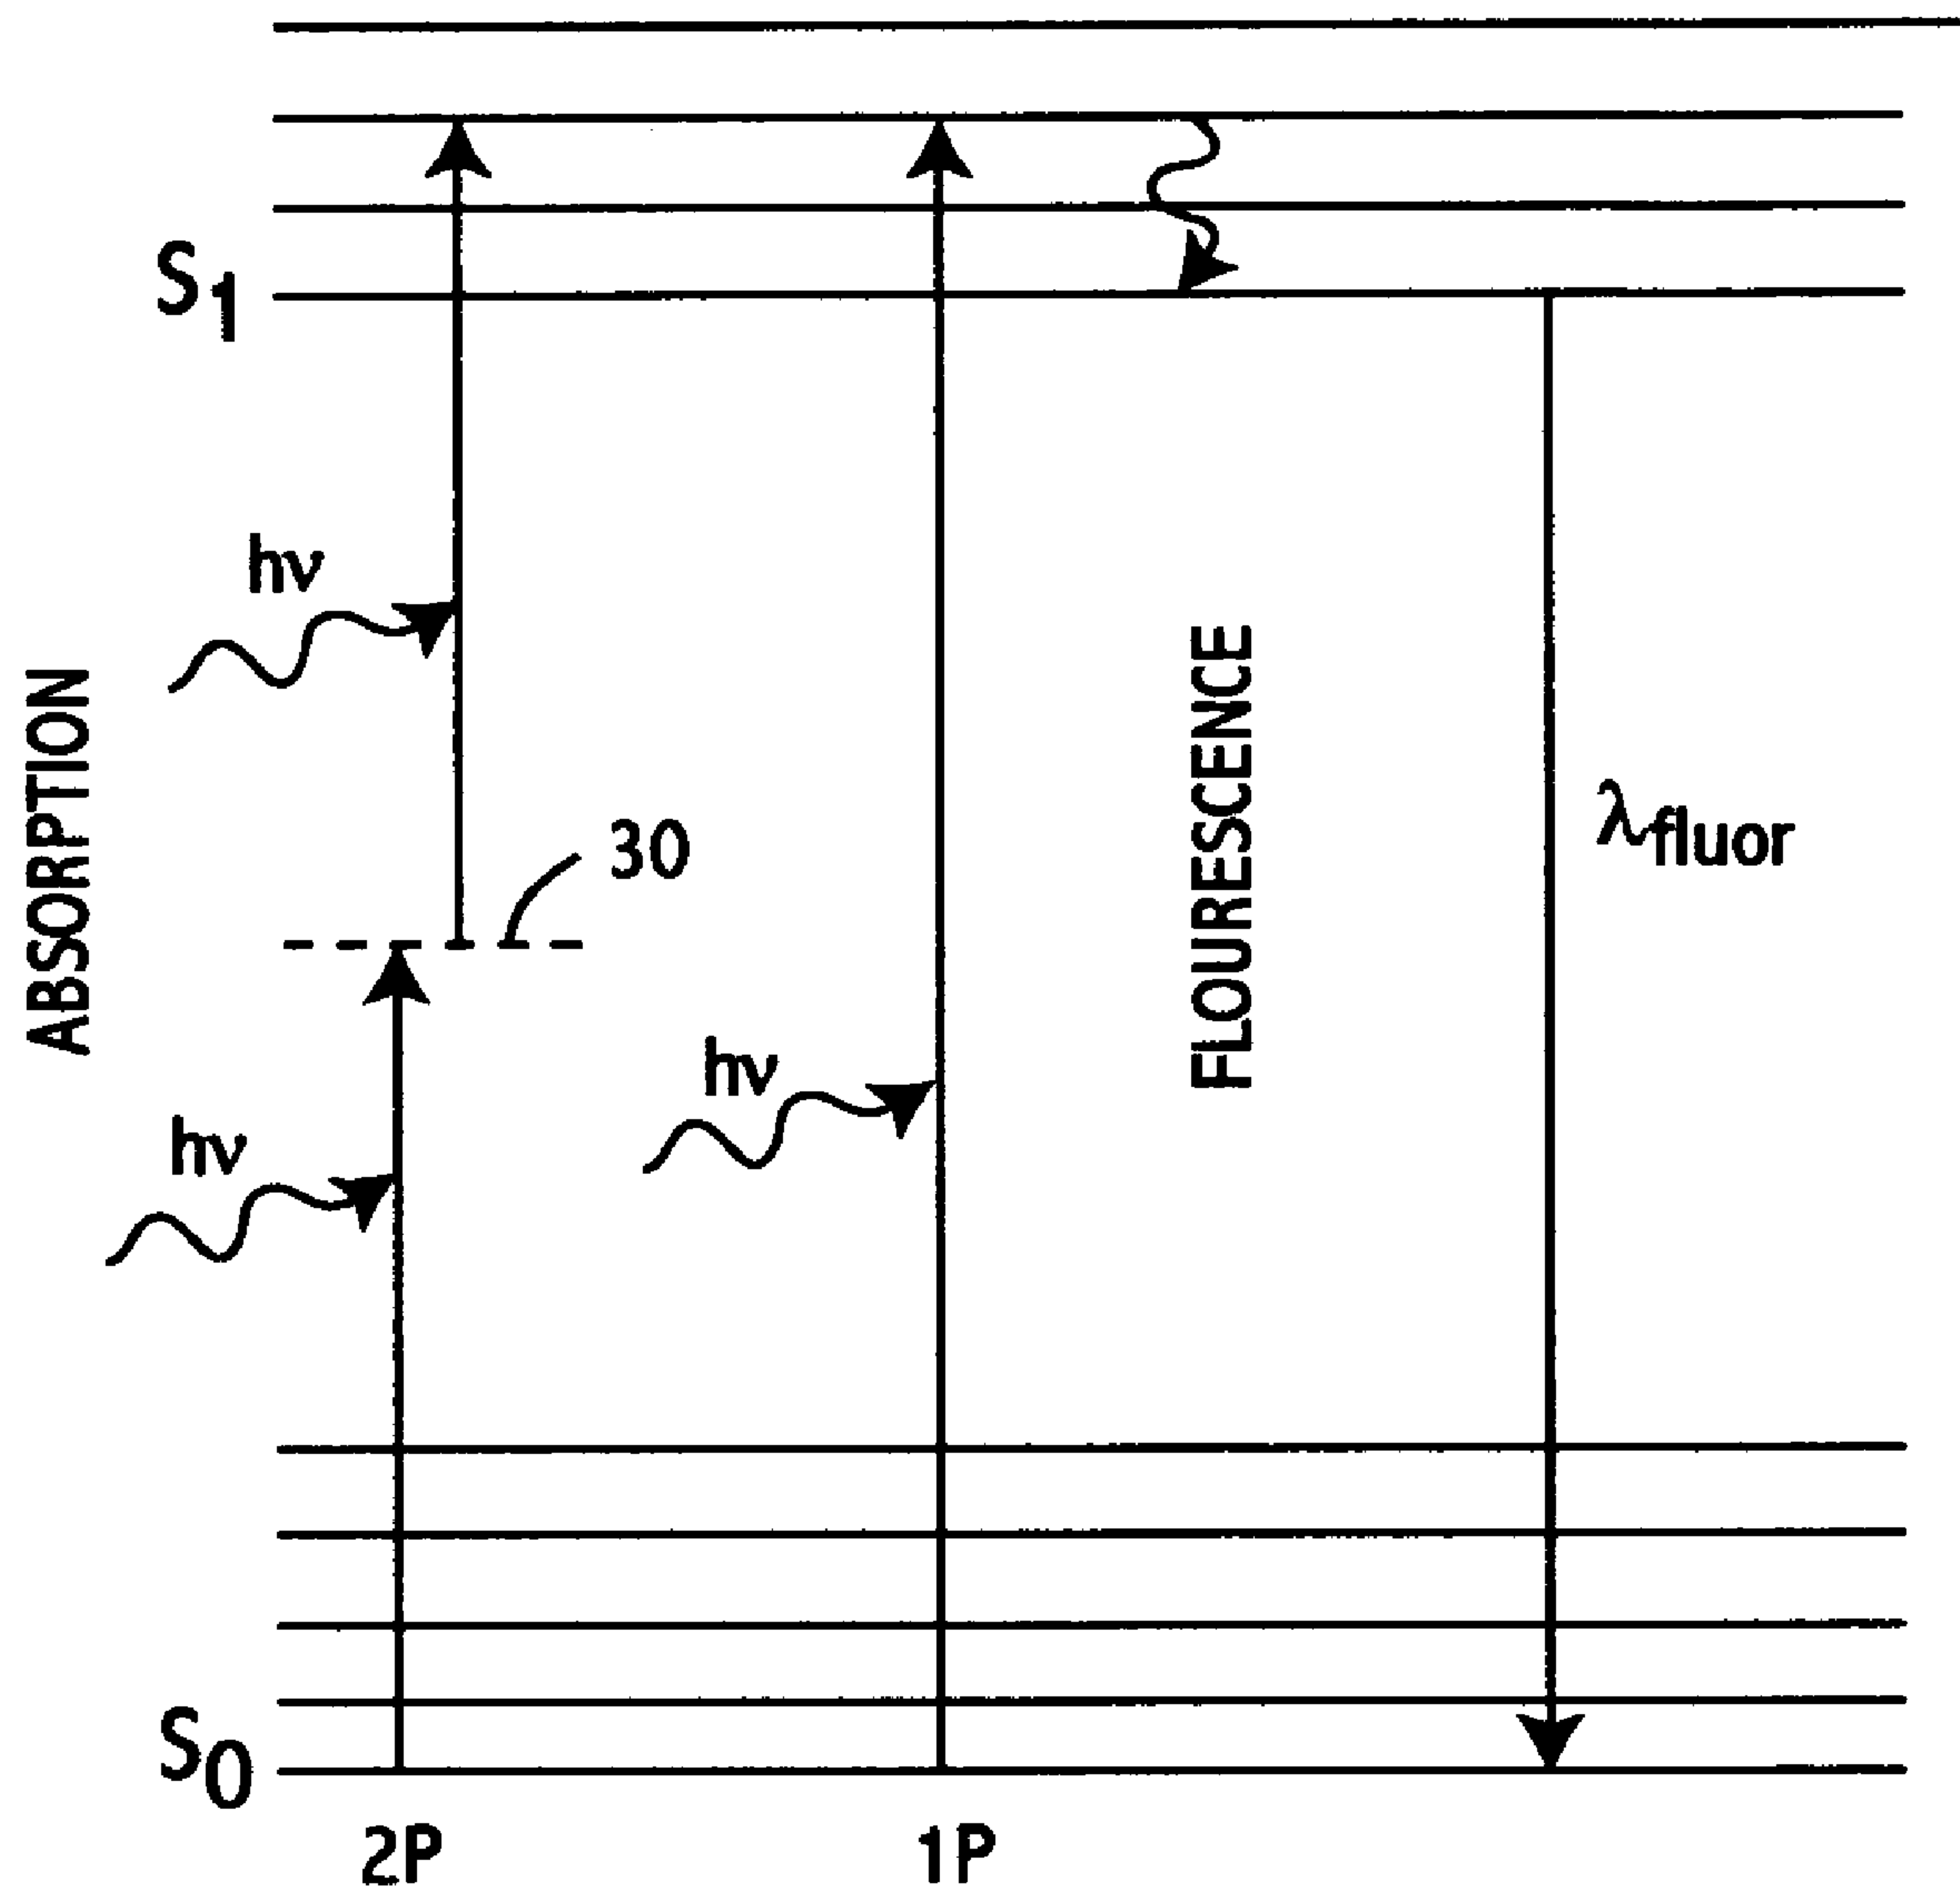 S1
hν
ABSORPTION
FLOURESCENCE
λfluor
30
hν
hν
S0
2P
1P